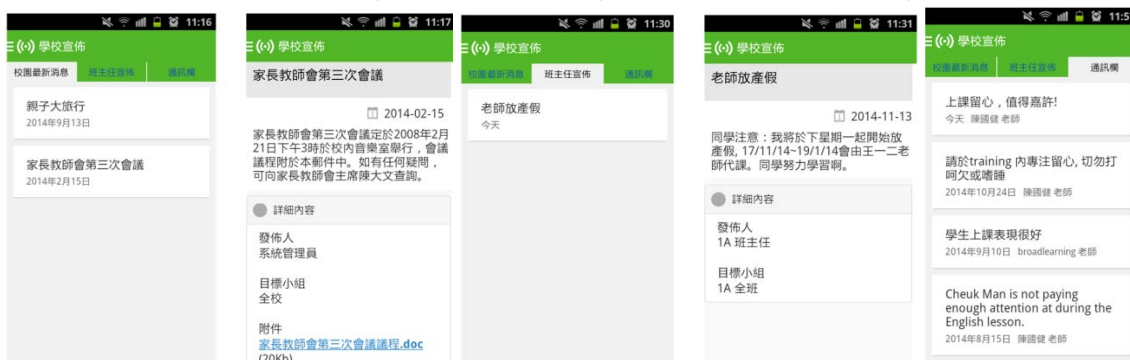 11:16
學校宣佈
校園最新消息 班主任宣佈 通訊欄
親子大旅行
2014年9月13日
家長教師會第三次會議
2014年2月15日
11:17
學校宣佈
家長教師會第三次會議
2014-02-15
家長教師會第三次會議定於2008年2月
21日下午3時於校內音樂室舉行,會議
議程附於本郵件中。如有任何疑問,
可向家長教師會主席陳大文查詢。
詳細內容
發佈人
系統管理員
目標小組
全校
附件
家長教師會第三次會議議程.doc
(20Kb)
11:30
學校宣佈
校園最新消息 班主任宣佈 通訊欄
老師放產假
今天
11:31
學校宣佈
老師放產假
2014-11-13
同學注意:我將於下星期一起開始放
產假, 17/11/14~19/1/14會由王一二老
師代課。同學努力學習啊。
詳細內容
發佈人
1A 班主任
目標小組
1A 全班
11:5
學校宣佈
校園最新消息 班主任宣佈 通訊欄
上課留心,值得嘉許!
今天 陳國健 老師
請於training 內專注留心, 切勿打
呵欠或嗜睡
2014年10月24日 陳國健 老師
學生上課表現很好
2014年9月10日 broadlearning 老師
Cheuk Man is not paying
enough attention at during the
English lesson.
2014年8月15日 陳國健 老師